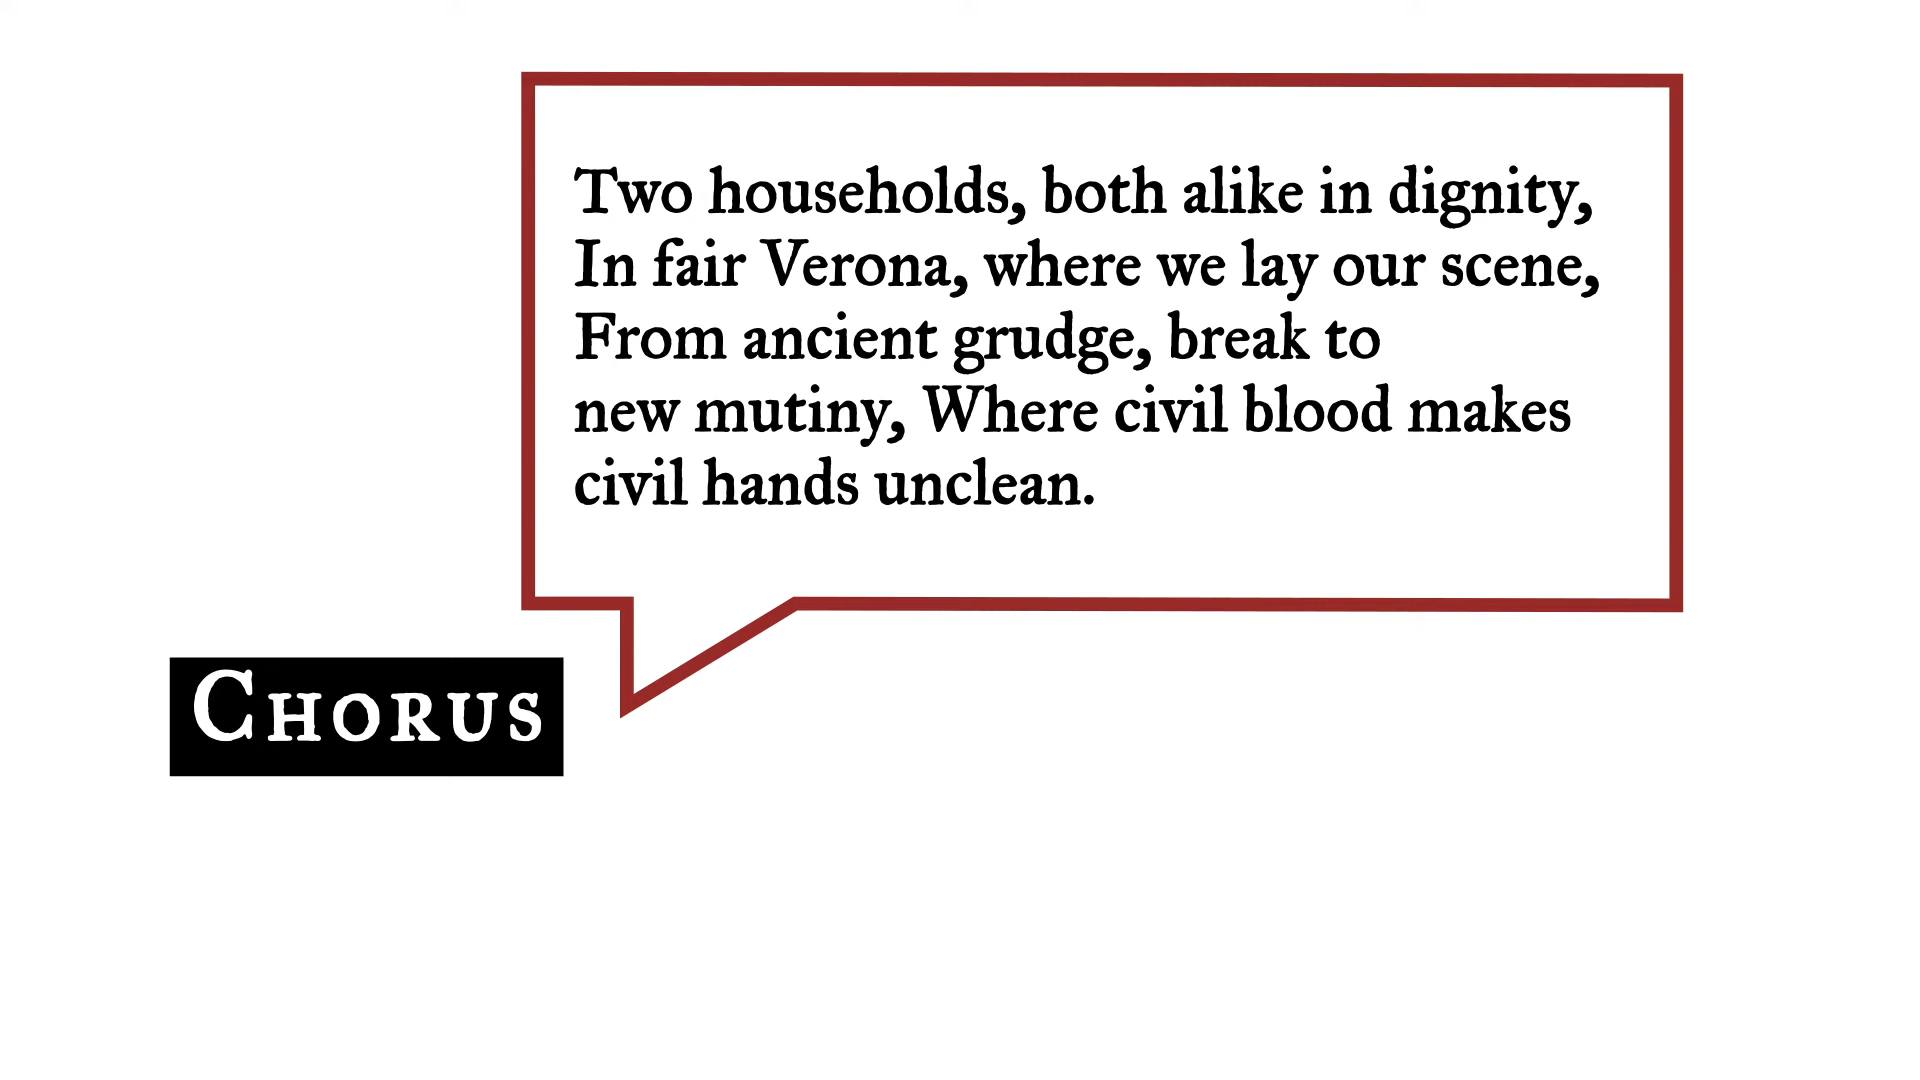 Two households, both alike in dignity,
In fair Verona, where we lay our scene,
From ancient grudge, break to
new mutiny, Where civil blood makes
civil hands unclean.
Chorus